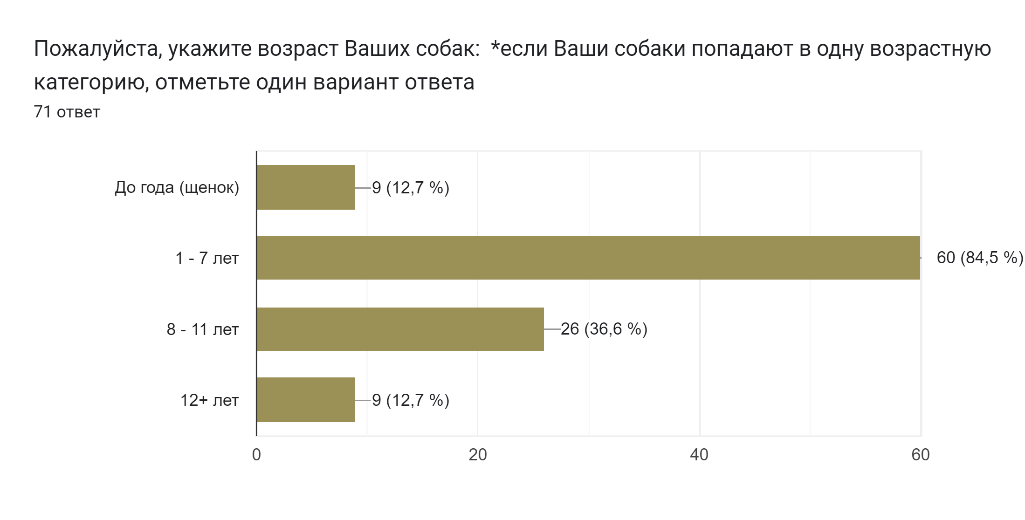 Пожалуйста, укажите возраст Ваших собак:  *если Ваши собаки попадают в одну возрастную
категорию, отметьте один вариант ответа
71 ответ
До года (щенок)
9 (12,7 %)
1 - 7 лет
60 (84,5 %)
8 - 11 лет
26 (36,6 %)
12+ лет
9 (12,7 %)
0
20
40
60